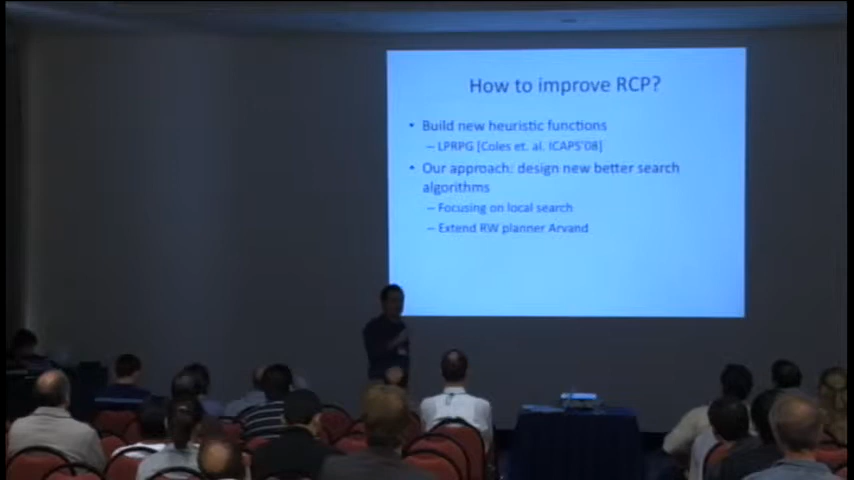 How to improve RCP?
• Build new heuristic functions
– LPRPG [Coles et. al. ICAPS'08]
• Our approach: design new better search
algorithms
– Focusing on local search
– Extend RW planner Arvand